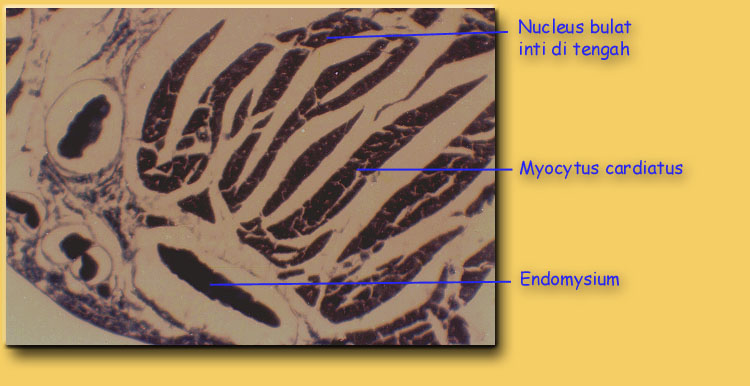 Nucleus bulat
inti di tengah
Myocytus cardiatus
Endomysium